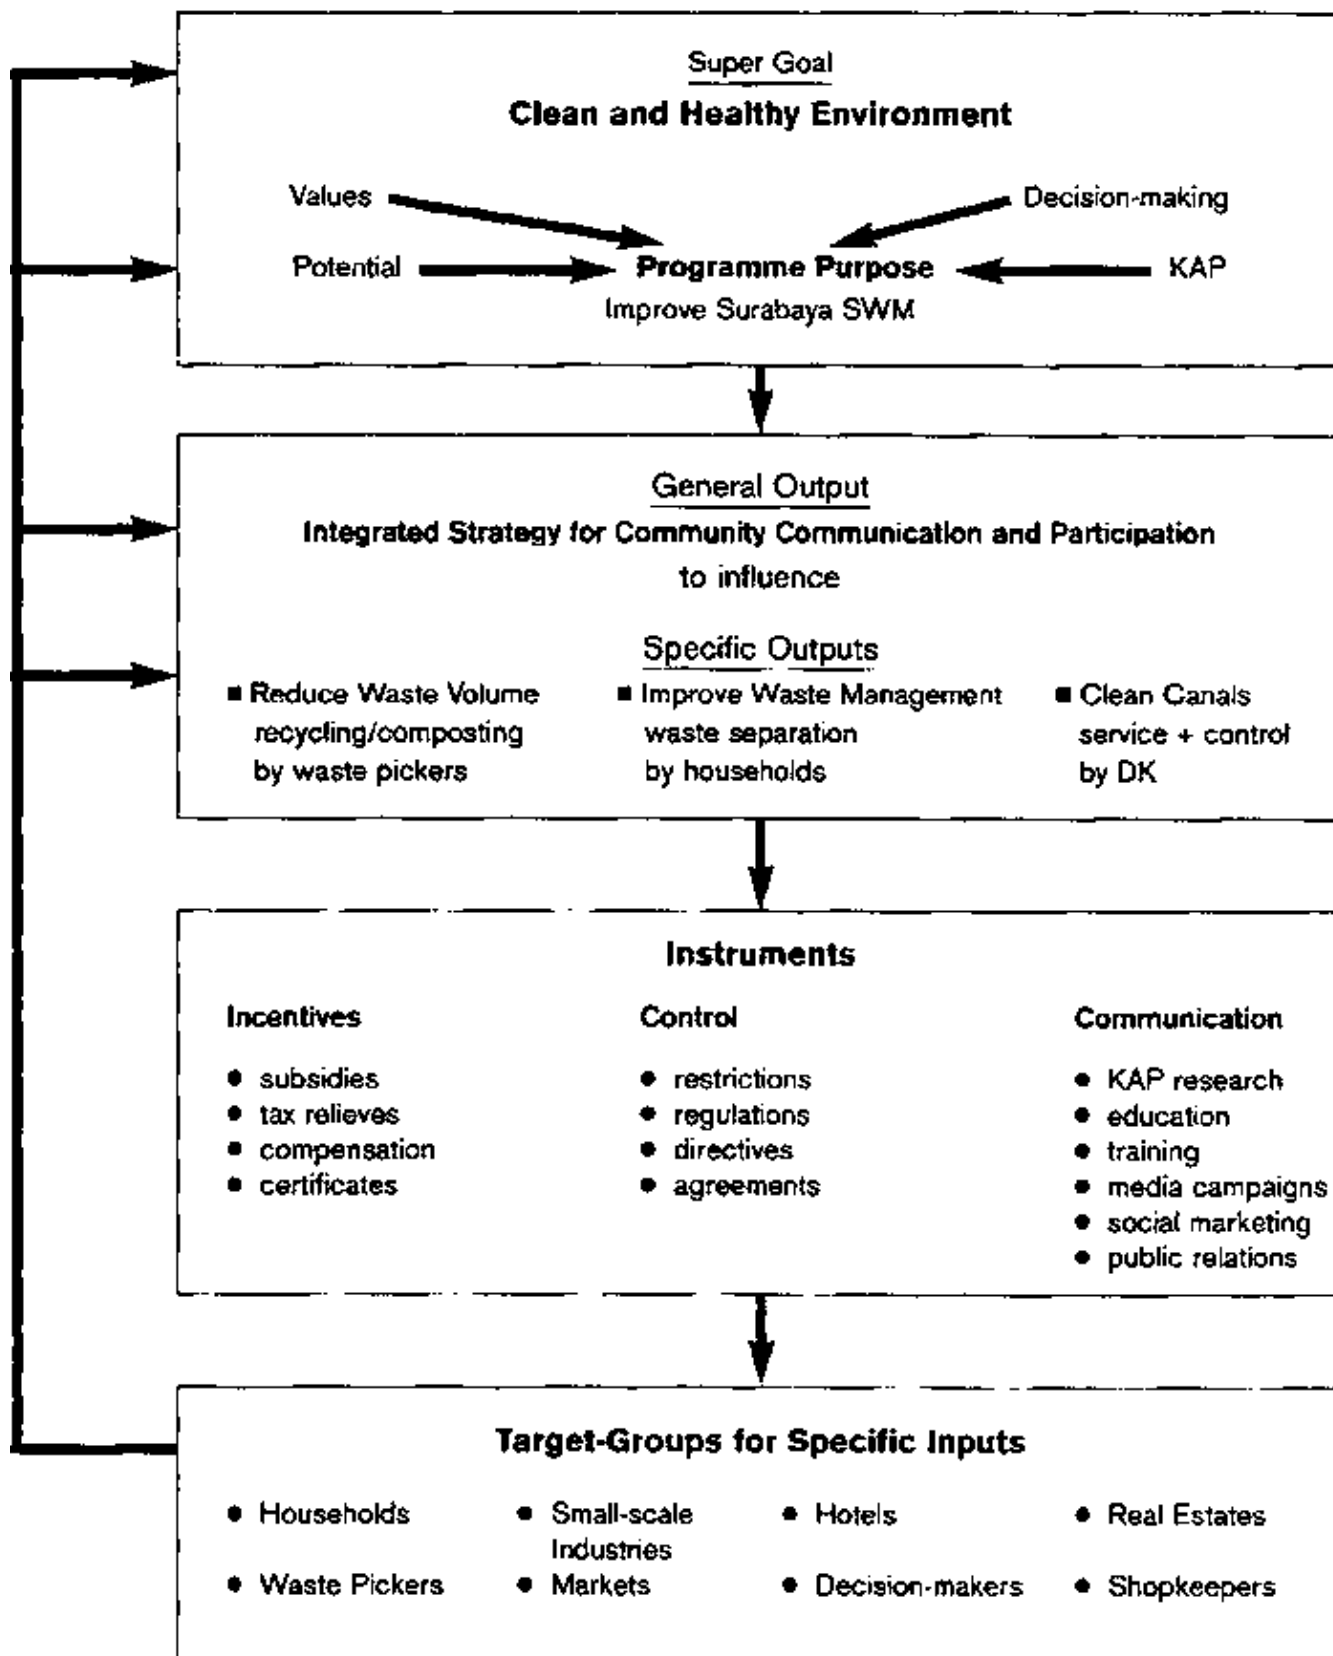 Super Goal
Clean and Healthy Environment
Values
Decision-making
Potential
Programme Purpose
KAP
Improve Surabaya SWM
General Output
Integrated Strategy for Community Communication and Participation
to influence
Specific Outputs
■ Reduce Waste Volume
recycling/composting
by waste pickers
■ Improve Waste Management
waste separation
by households
■ Clean Canals
service + control
by DK
Instruments
Incentives
● subsidies
● tax relieves
● compensation
● certificates
Control
● restrictions
● regulations
● directives
● agreements
Communication
● KAP research
● education
● training
● media campaigns
● social marketing
● public relations
Target-Groups for Specific Inputs
● Households
● Small-scale
Industries
● Hotels
● Real Estates
● Waste Pickers
● Markets
● Decision-makers
● Shopkeepers